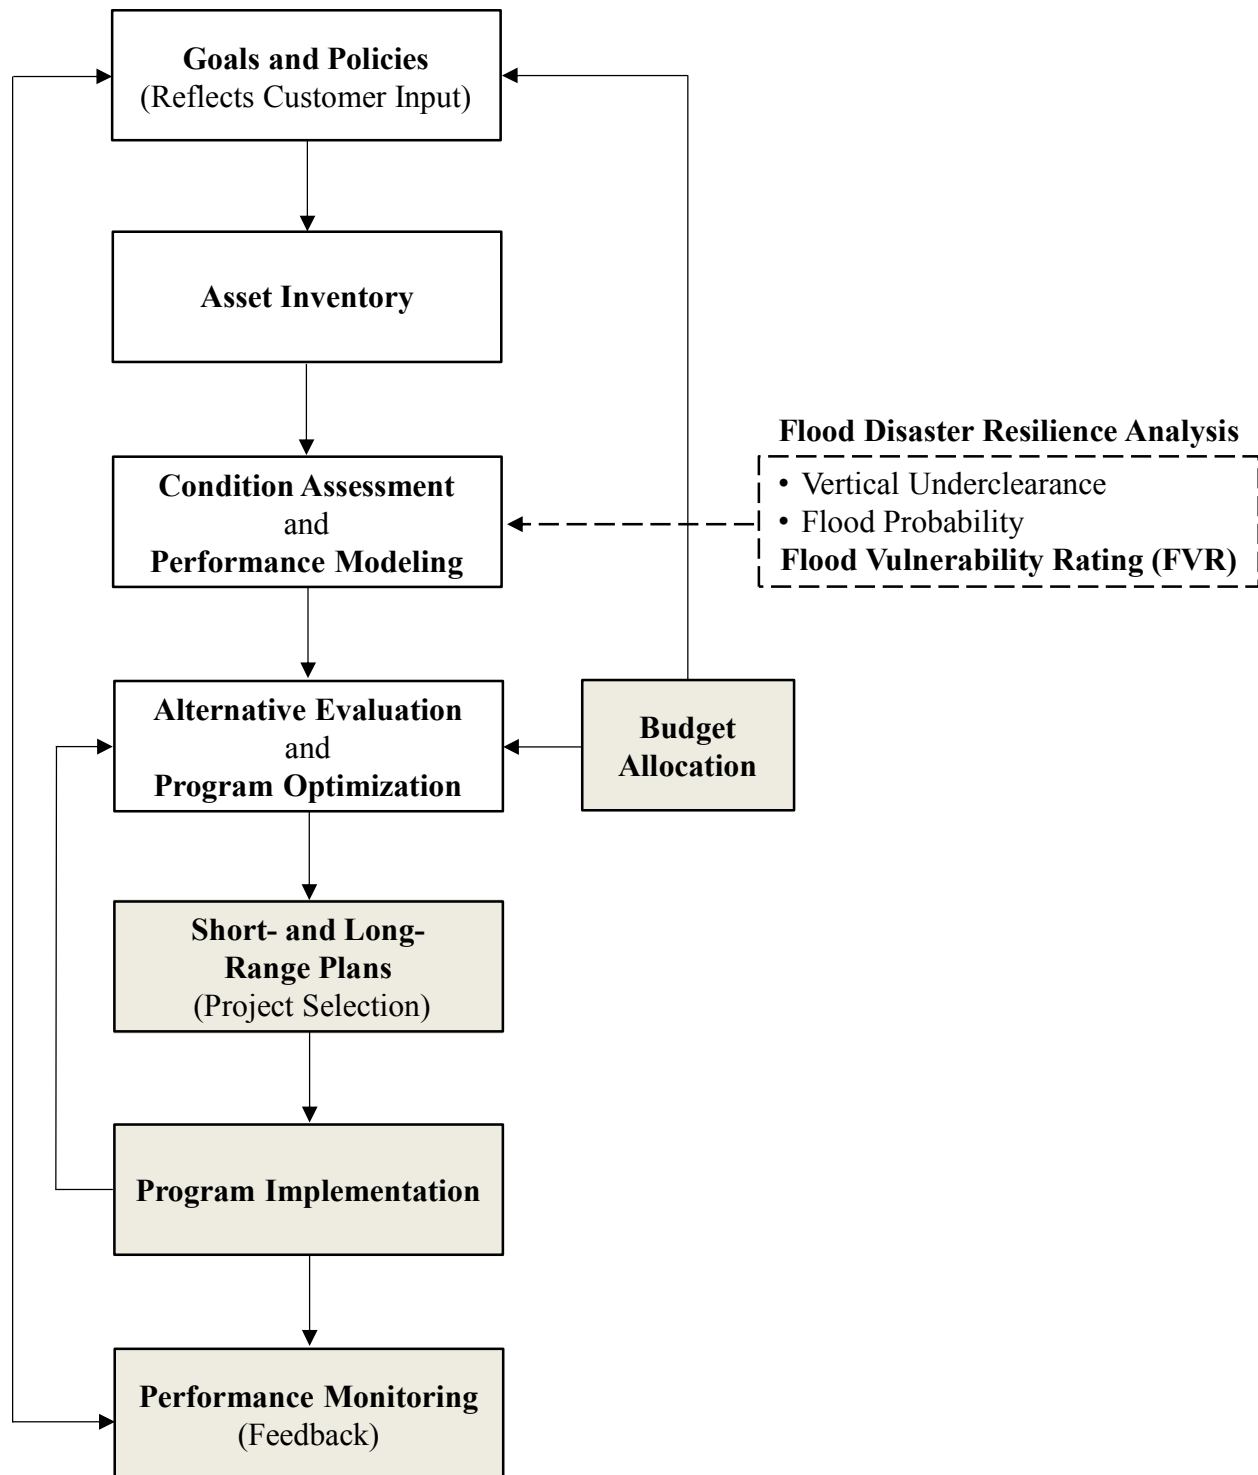 Goals and Policies
(Reflects Customer Input)
Asset Inventory
Condition Assessment
and
Performance Modeling
Flood Disaster Resilience Analysis
• Vertical Underclearance
• Flood Probability
Flood Vulnerability Rating (FVR)
Alternative Evaluation
and
Program Optimization
Budget
Allocation
Short- and Long-
Range Plans
(Project Selection)
Program Implementation
Performance Monitoring
(Feedback)